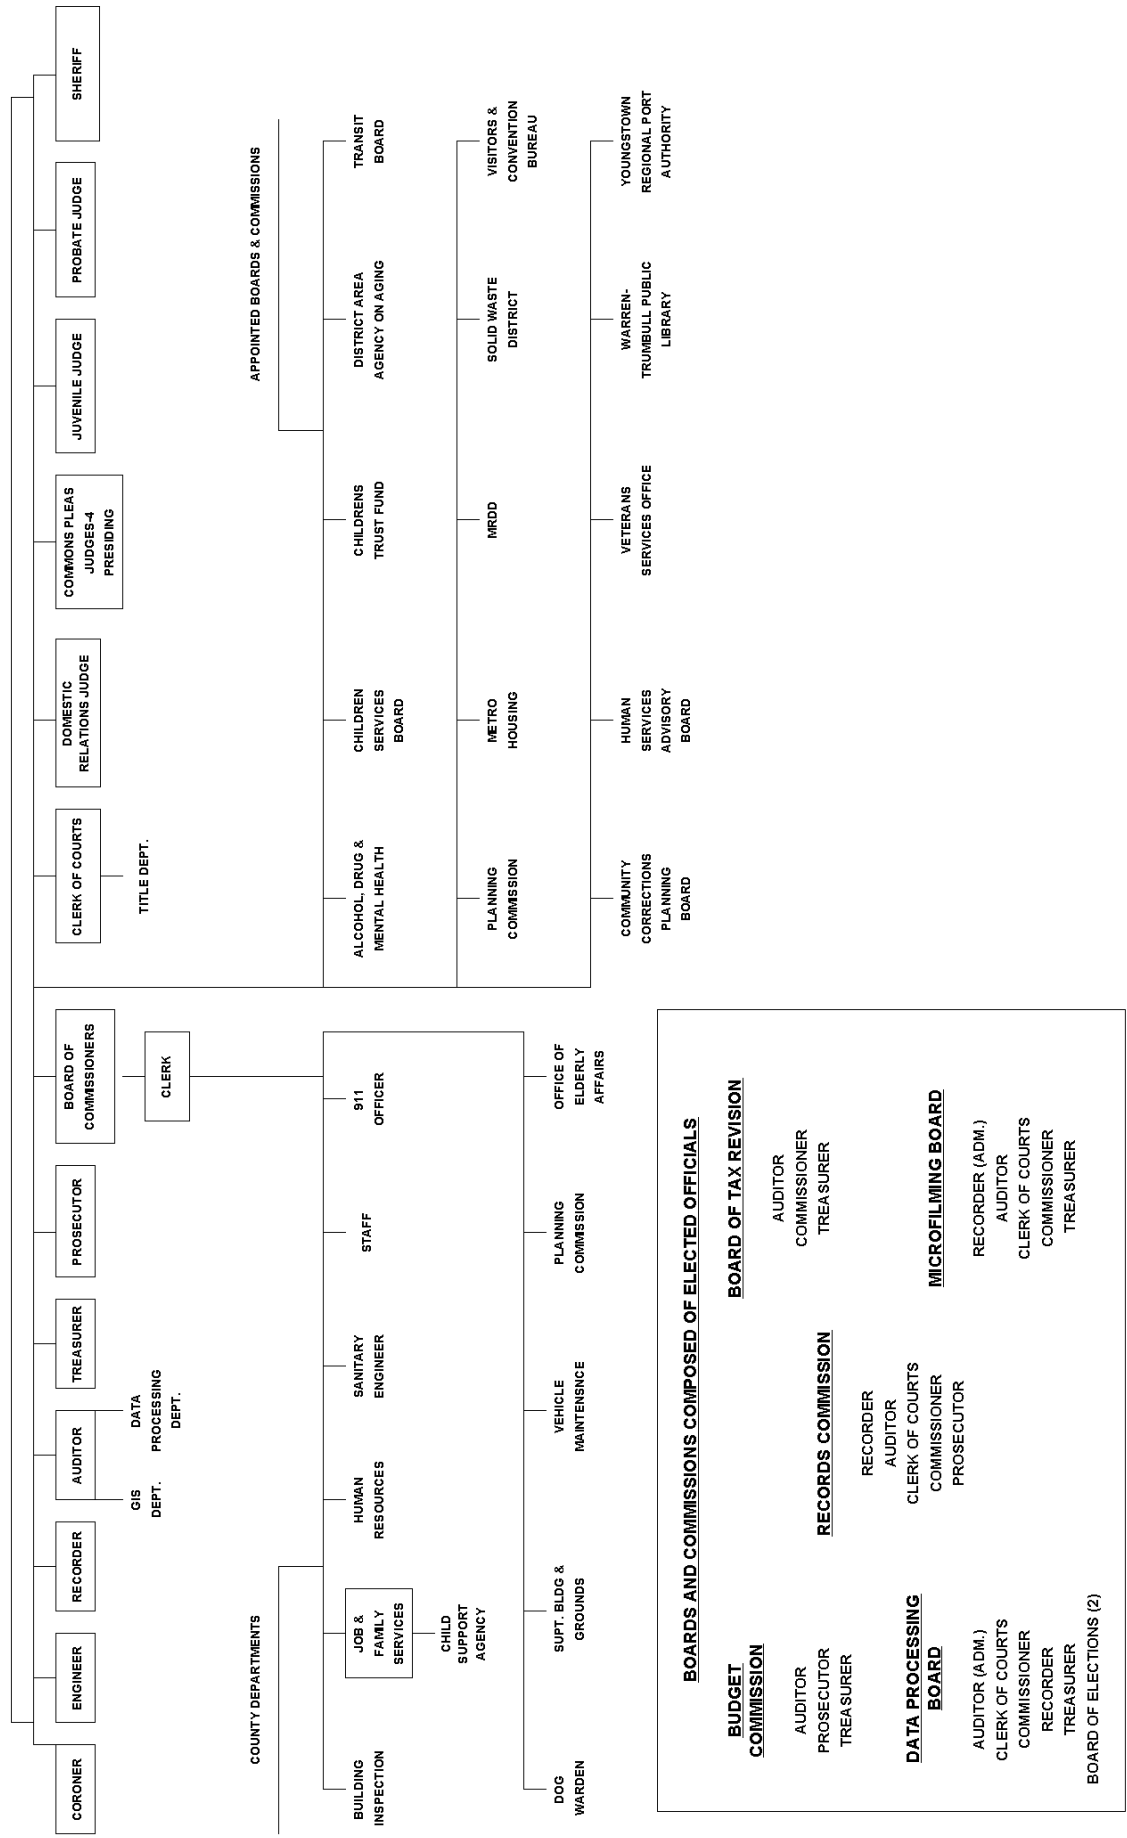 CORONER
ENGINEER
RECORDER
AUDITOR
TREASURER
PROSECUTOR
BOARD OF
COMMISSIONERS
CLERK OF COURTS
DOMESTIC
RELATIONS JUDGE
COMMONS PLEAS
JUDGES-4
PRESIDING
JUVENILE JUDGE
PROBATE JUDGE
SHERIFF
GIS
DEPT.
DATA
PROCESSING
DEPT.
CLERK
TITLE DEPT.
COUNTY DEPARTMENTS
APPOINTED BOARDS & COMMISSIONS
BUILDING
INSPECTION
JOB &
FAMILY
SERVICES
HUMAN
RESOURCES
SANITARY
ENGINEER
STAFF
911
OFFICER
ALCOHOL, DRUG &
MENTAL HEALTH
CHILDREN
SERVICES
BOARD
CHILDRENS
TRUST FUND
DISTRICT AREA
AGENCY ON AGING
TRANSIT
BOARD
CHILD
SUPPORT
AGENCY
PLANNING
COMMISSION
METRO
HOUSING
MRDD
SOLID WASTE
DISTRICT
VISITORS &
CONVENTION
BUREAU
DOG
WARDEN
SUPT. BLDG &
GROUNDS
VEHICLE
MAINTENSNCE
PLANNING
COMMISSION
OFFICE OF
ELDERLY
AFFAIRS
COMMUNITY
CORRECTIONS
PLANNING
BOARD
HUMAN
SERVICES
ADVISORY
BOARD
VETERANS
SERVICES OFFICE
WARREN-
TRUMBULL PUBLIC
LIBRARY
YOUNGSTOWN
REGIONAL PORT
AUTHORITY
BOARDS AND COMMISSIONS COMPOSED OF ELECTED OFFICIALS
BUDGET
COMMISSION
AUDITOR
PROSECUTOR
TREASURER
BOARD OF TAX REVISION
AUDITOR
COMMISSIONER
TREASURER
RECORDS COMMISSION
RECORDER
AUDITOR
CLERK OF COURTS
COMMISSIONER
PROSECUTOR
DATA PROCESSING
BOARD
AUDITOR (ADM.)
CLERK OF COURTS
COMMISSIONER
RECORDER
TREASURER
BOARD OF ELECTIONS (2)
MICROFILMING BOARD
RECORDER (ADM.)
AUDITOR
CLERK OF COURTS
COMMISSIONER
TREASURER